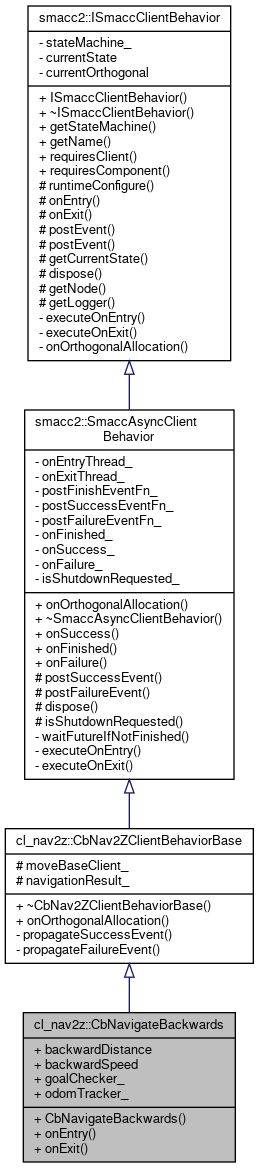 smacc2::ISmaccClientBehavior
- stateMachine_
- currentState
- currentOrthogonal
+ ISmaccClientBehavior()
+ ~ISmaccClientBehavior()
+ getStateMachine()
+ getName()
+ requiresClient()
+ requiresComponent()
# runtimeConfigure()
# onEntry()
# onExit()
# postEvent()
# postEvent()
# getCurrentState()
# dispose()
# getNode()
# getLogger()
- executeOnEntry()
- executeOnExit()
- onOrthogonalAllocation()
smacc2::SmaccAsyncClient
Behavior
- onEntryThread_
- onExitThread_
- postFinishEventFn_
- postSuccessEventFn_
- postFailureEventFn_
- onFinished_
- onSuccess_
- onFailure_
- isShutdownRequested_
+ onOrthogonalAllocation()
+ ~SmaccAsyncClientBehavior()
+ onSuccess()
+ onFinished()
+ onFailure()
# postSuccessEvent()
# postFailureEvent()
# dispose()
# isShutdownRequested()
- waitFutureIfNotFinished()
- executeOnEntry()
- executeOnExit()
cl_nav2z::CbNav2ZClientBehaviorBase
# moveBaseClient_
# navigationResult_
+ ~CbNav2ZClientBehaviorBase()
+ onOrthogonalAllocation()
- propagateSuccessEvent()
- propagateFailureEvent()
cl_nav2z::CbNavigateBackwards
+ backwardDistance
+ backwardSpeed
+ goalChecker_
+ odomTracker_
+ CbNavigateBackwards()
+ onEntry()
+ onExit()